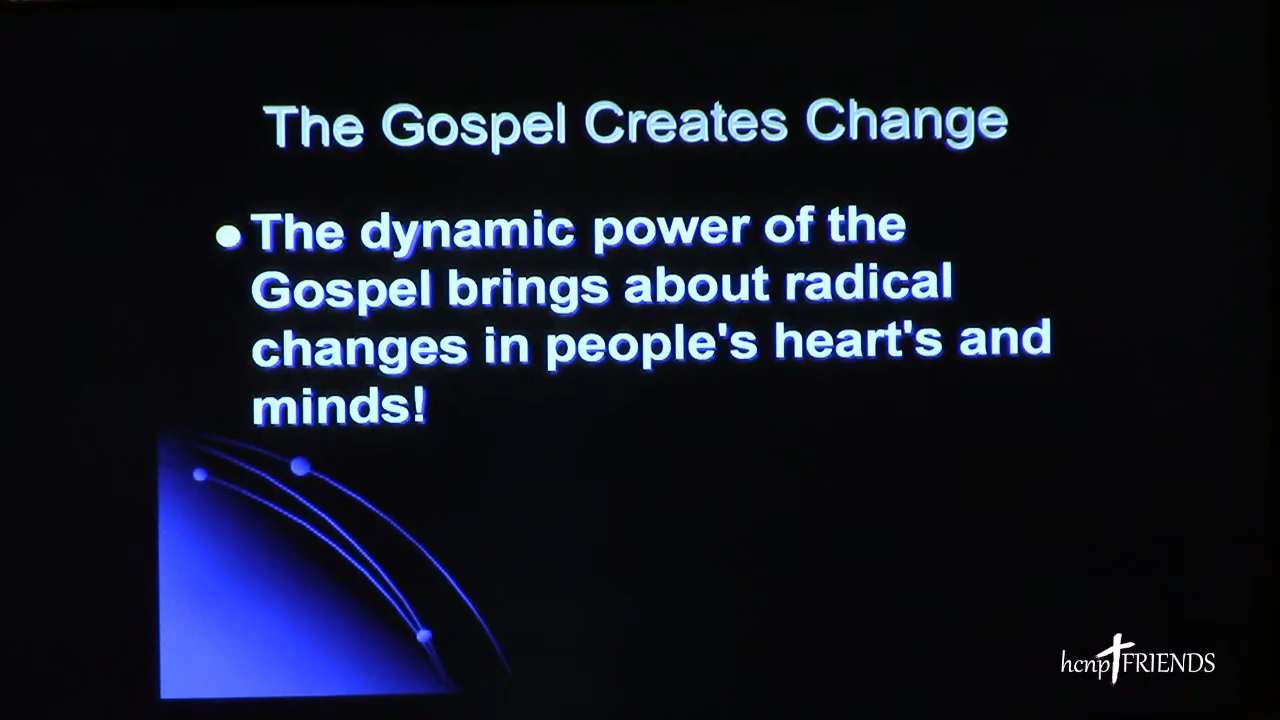 The Gospel Creates Change
● The dynamic power of the
Gospel brings about radical
changes in people's heart's and
minds!
hcnp FRIENDS